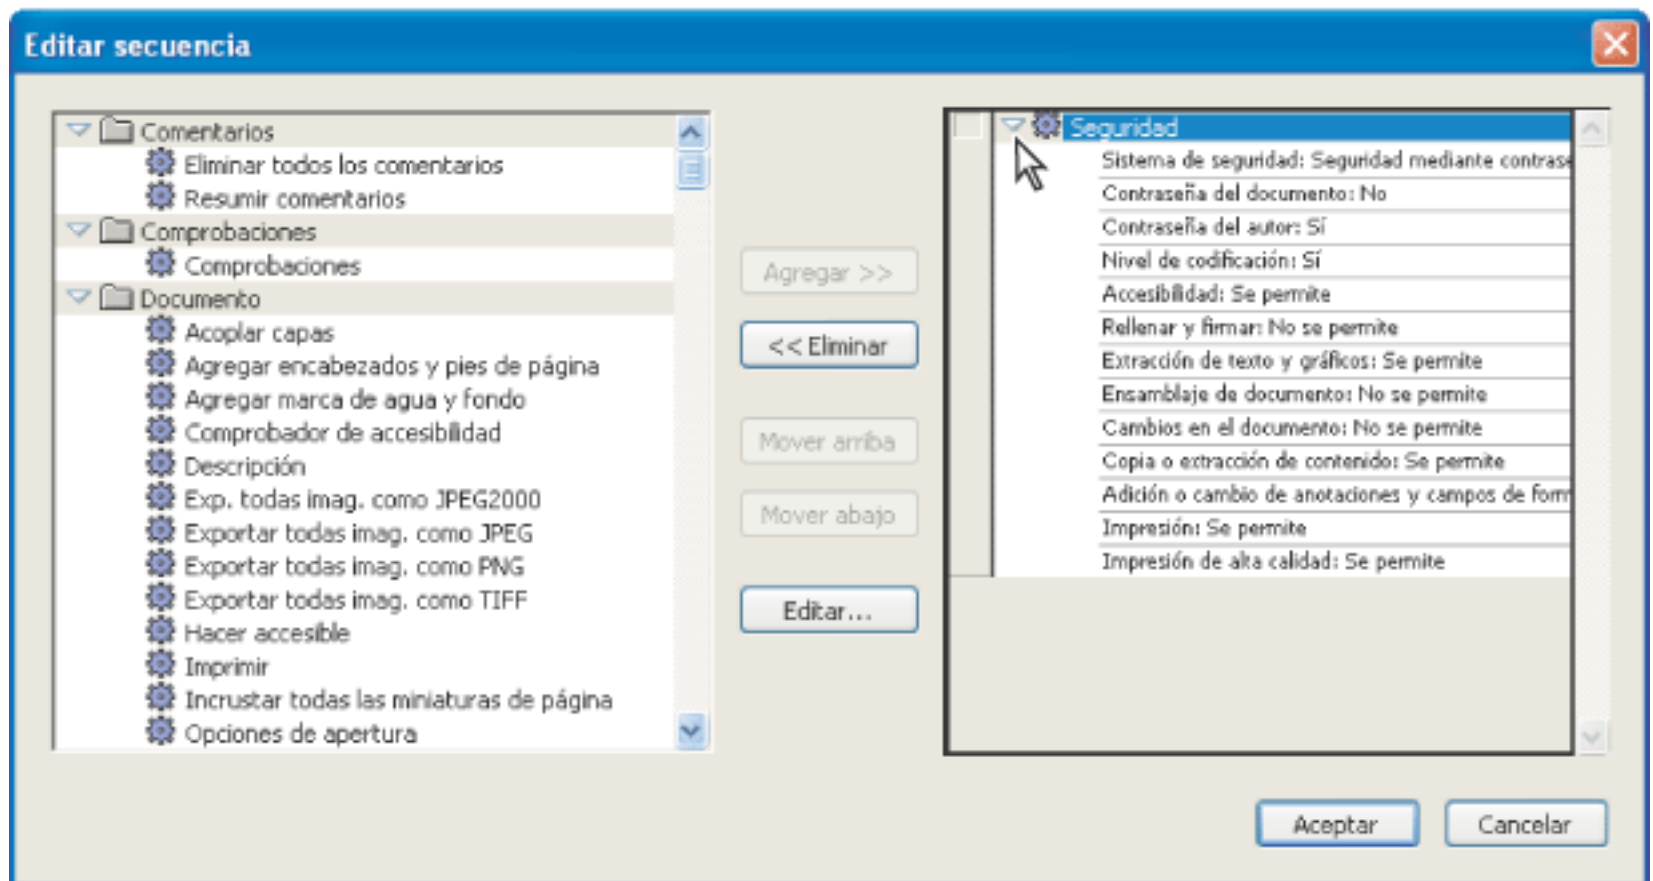 Editar secuencia
Comentarios
Eliminar todos los comentarios
Resumir comentarios
Comprobaciones
Comprobaciones
Documento
Acoplar capas
Agregar encabezados y pies de página
Agregar marca de agua y fondo
Comprobador de accesibilidad
Descripción
Exp. todas imag. como JPEG2000
Exportar todas imag. como JPEG
Exportar todas imag. como PNG
Exportar todas imag. como TIFF
Hacer accesible
Imprimir
Incrustar todas las miniaturas de página
Opciones de apertura
Agregar >>
<< Eliminar
Mover arriba
Mover abajo
Editar...
Seguridad
Sistema de seguridad: Seguridad mediante contrase
Contraseña del documento: No
Contraseña del autor: Sí
Nivel de codificación: Sí
Accesibilidad: Se permite
Rellenar y firmar: No se permite
Extracción de texto y gráficos: Se permite
Ensamblaje de documento: No se permite
Cambios en el documento: No se permite
Copia o extracción de contenido: Se permite
Adición o cambio de anotaciones y campos de form
Impresión: Se permite
Impresión de alta calidad: Se permite
Aceptar
Cancelar